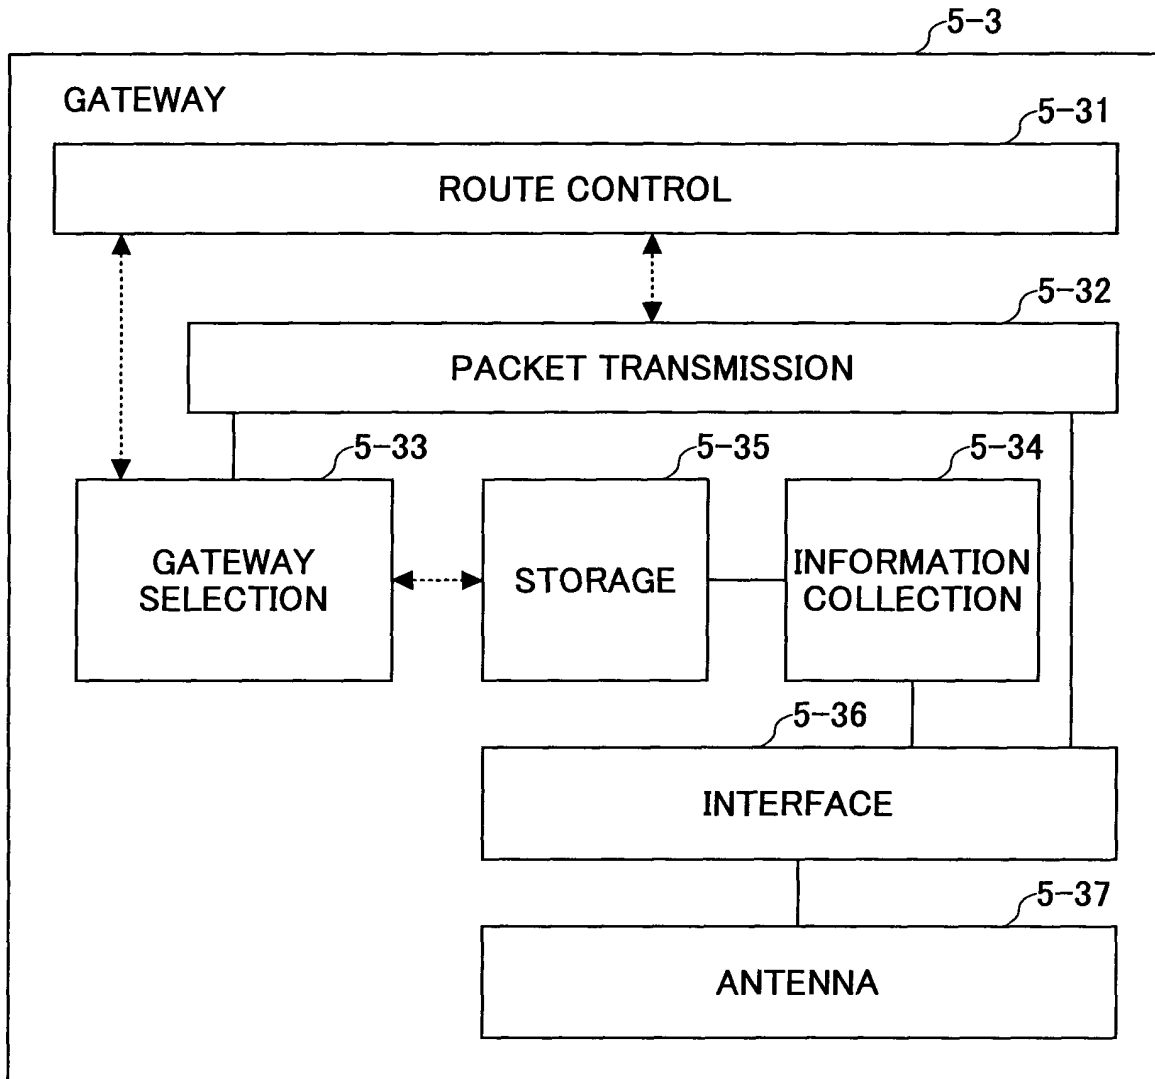 5-3
GATEWAY
5-31
ROUTE CONTROL
5-32
PACKET TRANSMISSION
5-33
5-35
5-34
GATEWAY
SELECTION
STORAGE
INFORMATION
COLLECTION
5-36
INTERFACE
5-37
ANTENNA